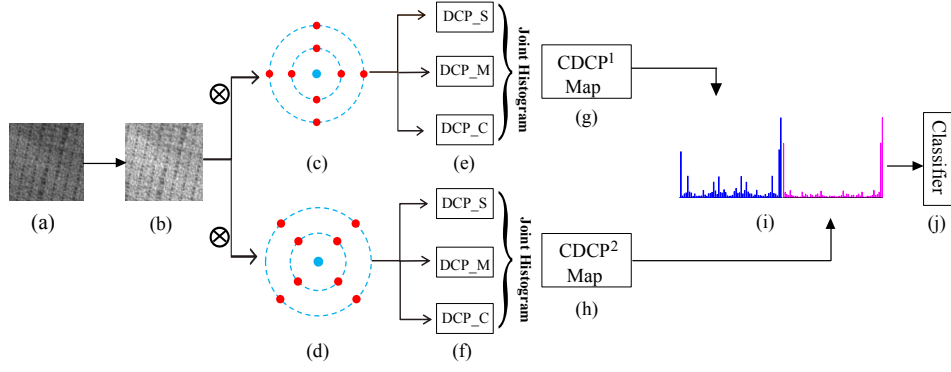 DCP_S
DCP_M
DCP_C
Joint Histogram
CDCP¹
Map
(a)
(b)
(c)
(e)
(g)
DCP_S
DCP_M
DCP_C
Joint Histogram
CDCP²
Map
(d)
(f)
(h)
(i)
Classifier
(j)